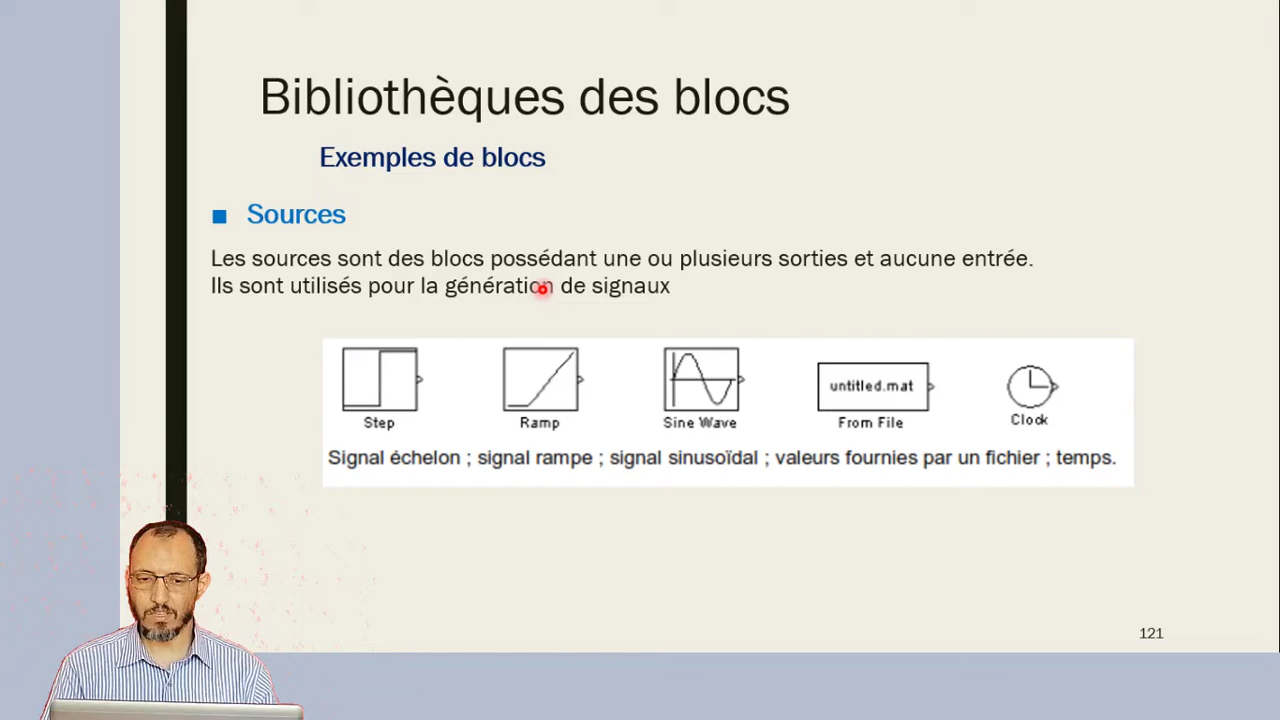 Bibliothèques des blocs
Exemples de blocs
Sources
Les sources sont des blocs possédant une ou plusieurs sorties et aucune entrée.
Ils sont utilisés pour la génération de signaux
untitled.mat
Step Ramp Sine Wave From File Clock
Signal échelon ; signal rampe ; signal sinusoïdal ; valeurs fournies par un fichier ; temps.
121